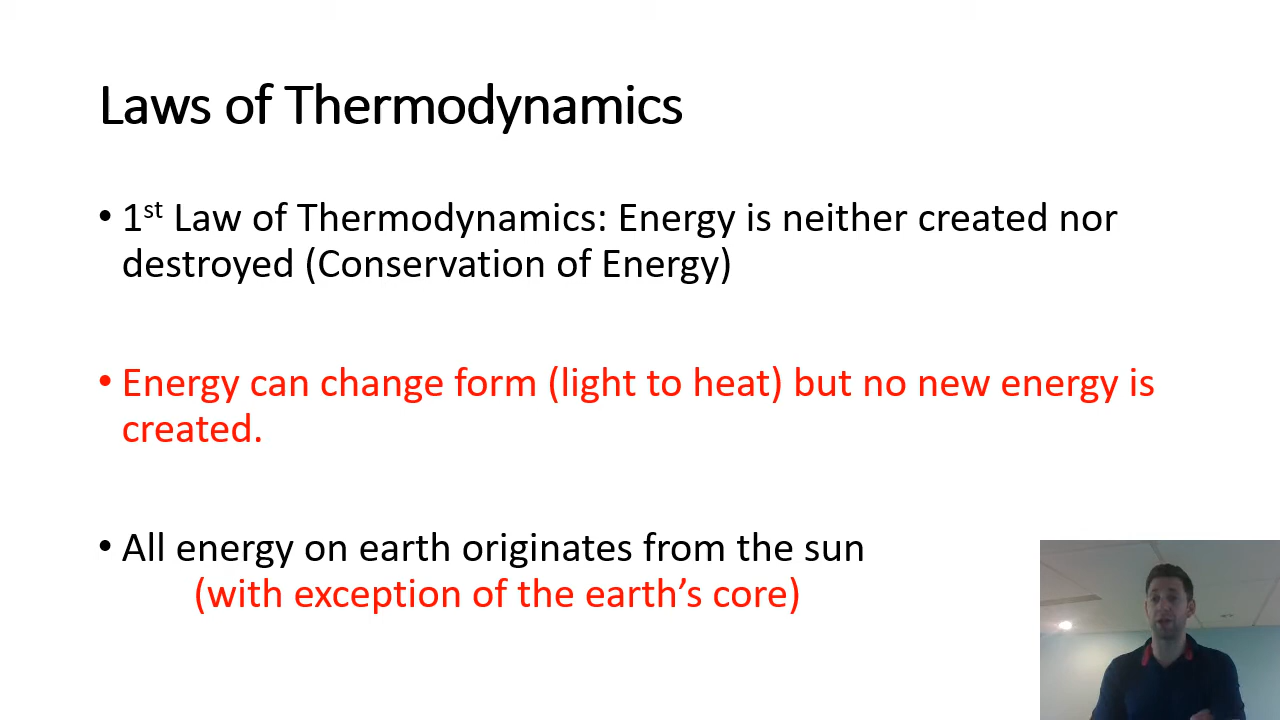 Laws of Thermodynamics
• 1st Law of Thermodynamics: Energy is neither created nor
destroyed (Conservation of Energy)
• Energy can change form (light to heat) but no new energy is
created.
• All energy on earth originates from the sun
(with exception of the earth’s core)